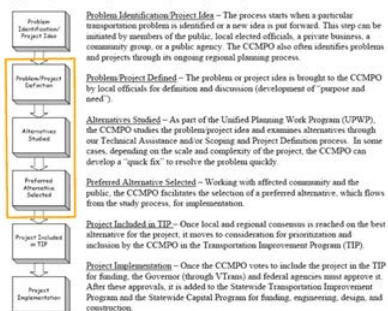 Problem
Identification/
Project Idea
Problem/Project
Definition
Alternatives
Studied
Preferred
Alternative
Selected
Project Included
in TIP
Project
Implementation
Problem Identification/Project Idea – The process starts when a particular
transportation problem is identified or a new idea is put forward. This step can be
initiated by members of the public, local elected officials, a private business, a
community group, or a public agency. The CCMPO also often identifies problems
and projects through its ongoing regional planning process.
Problem/Project Defined – The problem or project idea is brought to the CCMPO
by local officials for definition and discussion (development of "purpose and
need").
Alternatives Studied – As part of the Unified Planning Work Program (UPWP),
the CCMPO studies the problem/project idea and examines alternatives through
our Technical Assistance and/or Scoping and Project Definition process. In some
cases, depending on the scale and complexity of the project, the CCMPO can
develop a "quick fix" to resolve the problem quickly.
Preferred Alternative Selected – Working with affected community and the
public, the CCMPO facilitates the selection of a preferred alternative, which flows
from the study process, for implementation.
Project Included in TIP – Once local and regional consensus is reached on the best
alternative for the project, it moves to consideration for prioritization and
inclusion by the CCMPO in the Transportation Improvement Program (TIP).
Project Implementation – Once the CCMPO votes to include the project in the TIP
for funding, the Governor (through VTrans) and federal agencies must approve it.
After these approvals, it is added to the Statewide Transportation Improvement
Program and the Statewide Capital Program for funding, engineering, design, and
construction.